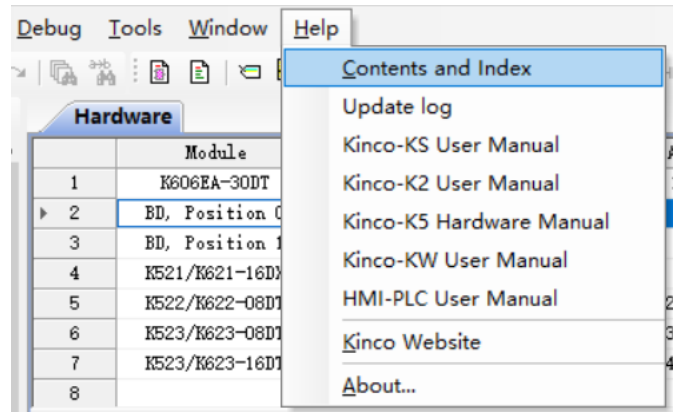 Debug Tools Window Help
Contents and Index
Update log
Kinco-KS User Manual
Kinco-K2 User Manual
Kinco-K5 Hardware Manual
Kinco-KW User Manual
HMI-PLC User Manual
Kinco Website
About...
Hardware
Module
1 K606EA-30DT
2 BD, Position
3 BD, Position 1
4 K521/K621-16DX
5 K522/K622-08DT
6 K523/K623-08DT
7 K523/K623-16DT
8